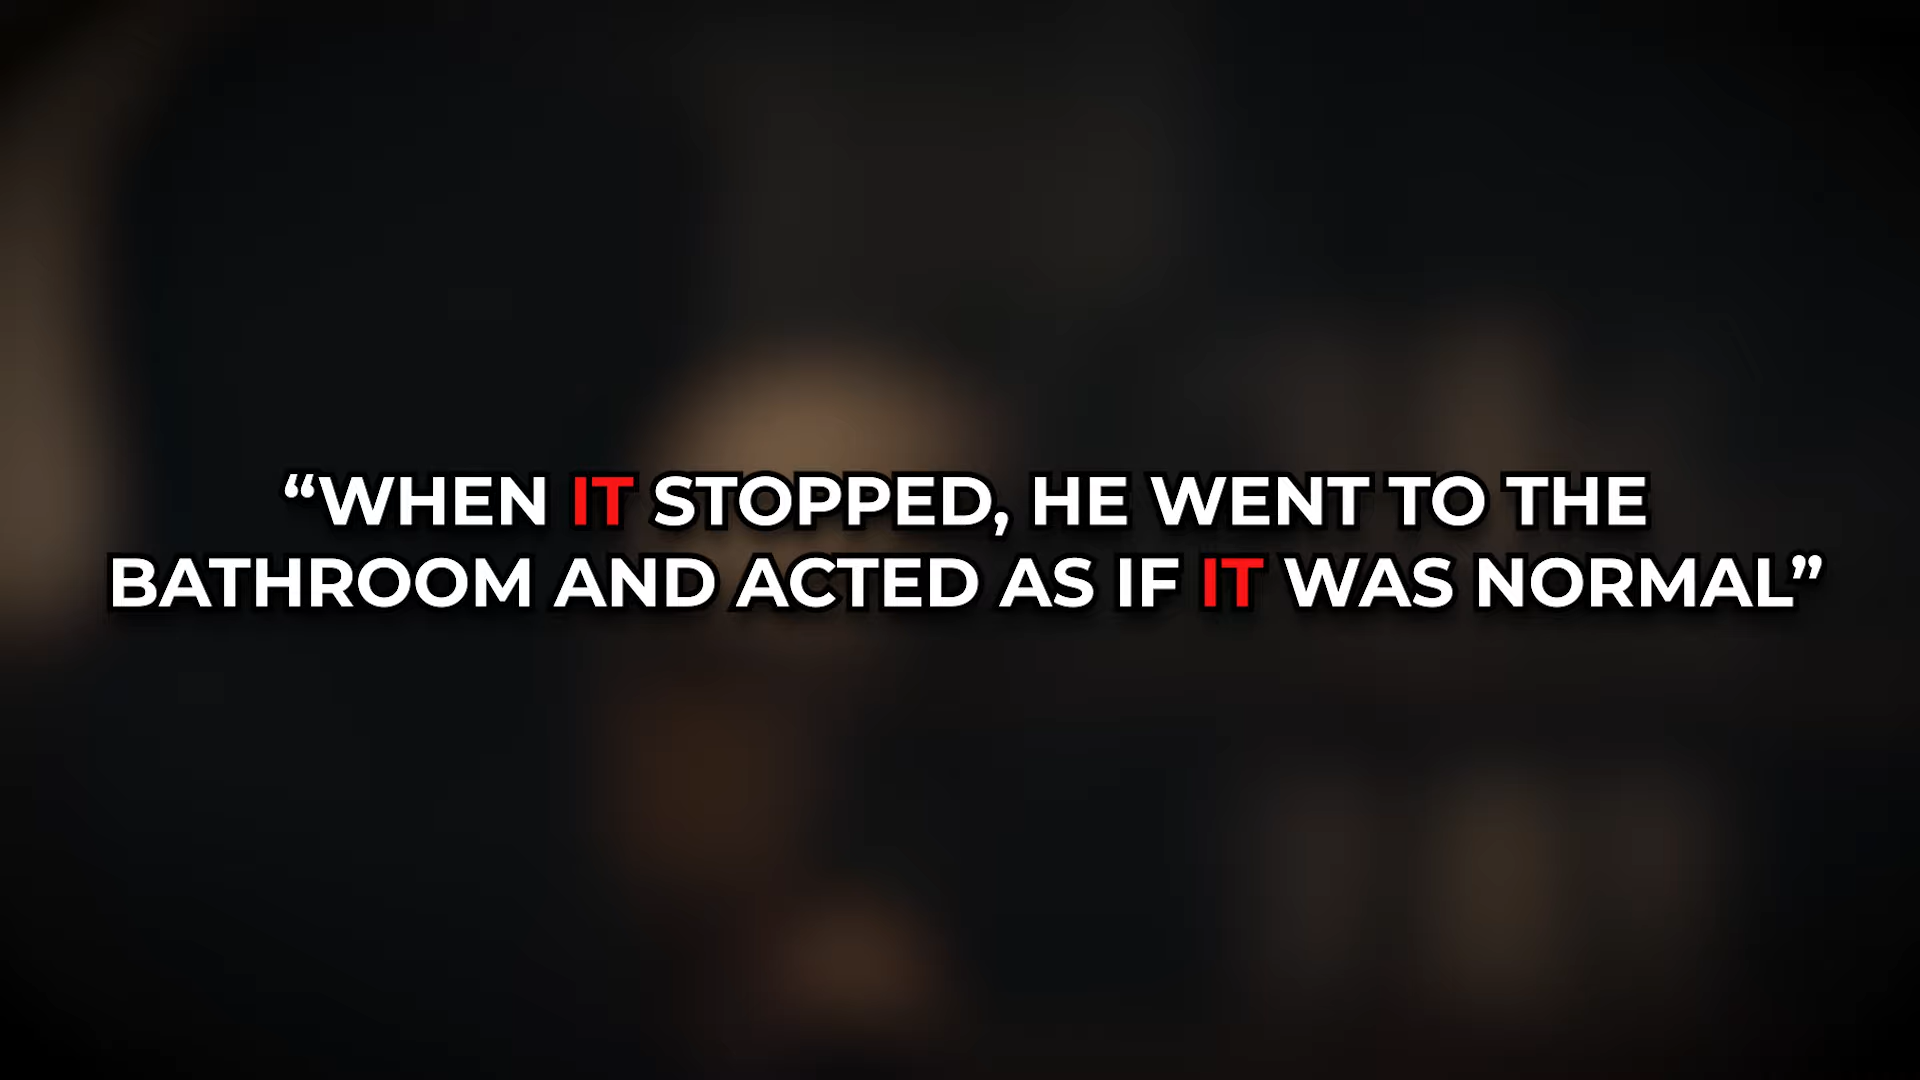 “WHEN IT STOPPED, HE WENT TO THE
BATHROOM AND ACTED AS IF IT WAS NORMAL”